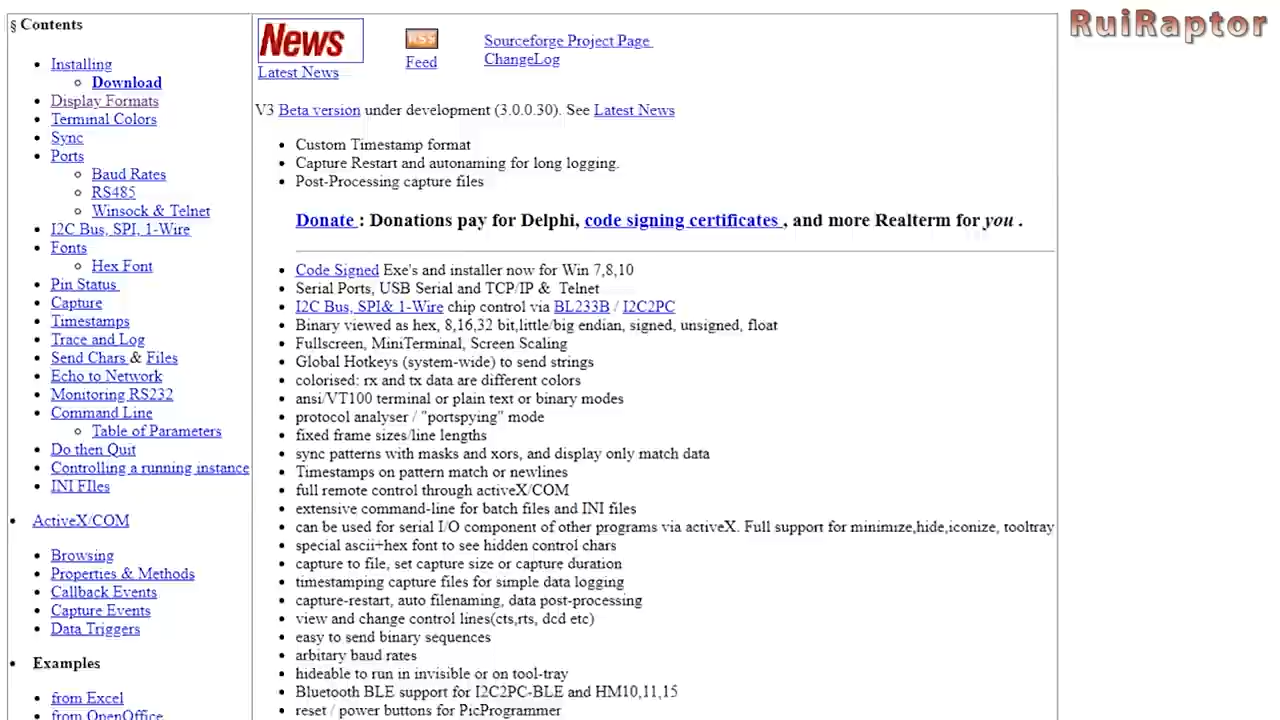 § Contents
Installing
Download
Display Formats
Terminal Colors
Sync
Ports
Baud Rates
RS485
Winsock & Telnet
I2C Bus, SPI, 1-Wire
Fonts
Hex Font
Pin Status
Capture
Timestamps
Trace and Log
Send Chars & Files
Echo to Network
Monitoring RS232
Command Line
Table of Parameters
Do then Quit
Controlling a running instance
INI FIles
ActiveX/COM
Browsing
Properties & Methods
Callback Events
Capture Events
Data Triggers
Examples
from Excel
from OpenOffice
News
Latest News
RSS
Feed
Sourceforge Project Page
ChangeLog
V3 Beta version under development (3.0.0.30). See Latest News
Custom Timestamp format
Capture Restart and autonaming for long logging.
Post-Processing capture files
Donate : Donations pay for Delphi, code signing certificates , and more Realterm for you .
Code Signed Exe's and installer now for Win 7,8,10
Serial Ports, USB Serial and TCP/IP & Telnet
I2C Bus, SPI& 1-Wire chip control via BL233B / I2C2PC
Binary viewed as hex, 8,16,32 bit,little/big endian, signed, unsigned, float
Fullscreen, MiniTerminal, Screen Scaling
Global Hotkeys (system-wide) to send strings
colorised: rx and tx data are different colors
ansi/VT100 terminal or plain text or binary modes
protocol analyser / "portspying" mode
fixed frame sizes/line lengths
sync patterns with masks and xors, and display only match data
Timestamps on pattern match or newlines
full remote control through activeX/COM
extensive command-line for batch files and INI files
can be used for serial I/O component of other programs via activeX. Full support for minimize,hide,iconize, tooltray
special ascii+hex font to see hidden control chars
capture to file, set capture size or capture duration
timestamping capture files for simple data logging
capture-restart, auto filenaming, data post-processing
view and change control lines(cts,rts, dcd etc)
easy to send binary sequences
arbitary baud rates
hideable to run in invisible or on tool-tray
Bluetooth BLE support for I2C2PC-BLE and HM10,11,15
reset / power buttons for PicProgrammer
RuiRaptor